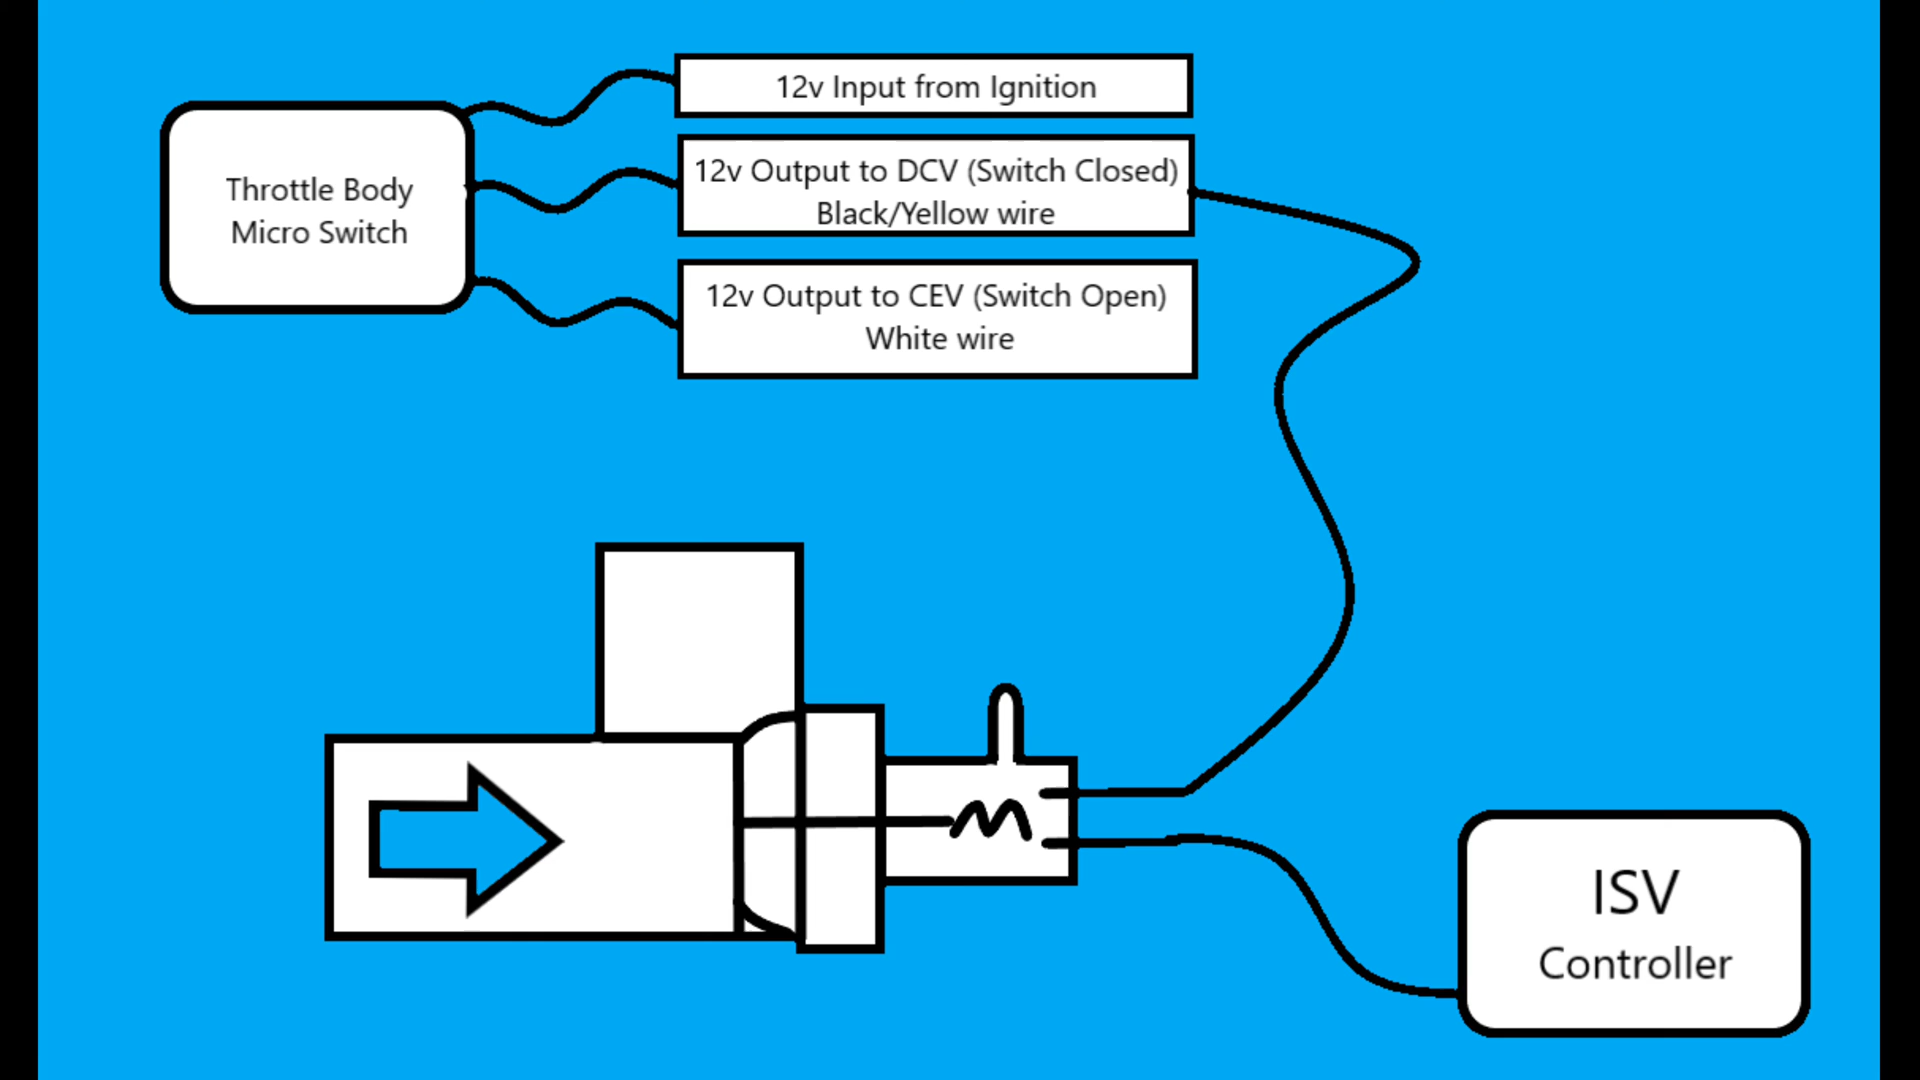 12v Input from Ignition
Throttle Body
Micro Switch
12v Output to DCV (Switch Closed)
Black/Yellow wire
12v Output to CEV (Switch Open)
White wire
ISV
Controller